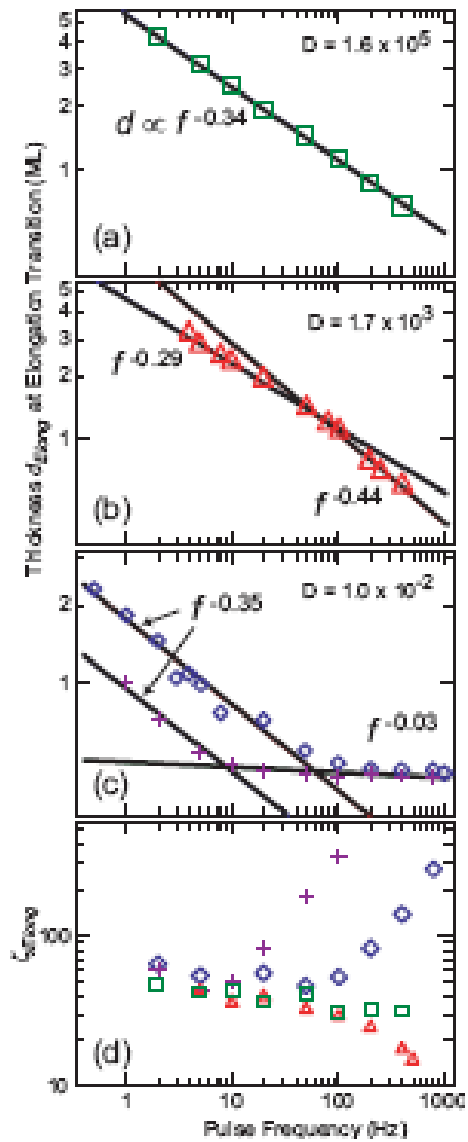 Thickness d_Elong at Elongation Transition (ML)
5
4
3
2
1
D = 1.6 x 10^5
d ∝ f^-0.34
(a)
5
4
3
2
1
D = 1.7 x 10^3
f^-0.29
f^-0.44
(b)
2
1
D = 1.0 x 10^-2
f^-0.35
f^-0.03
(c)
100
10
(d)
1
10
100
1000
Pulse Frequency (Hz)